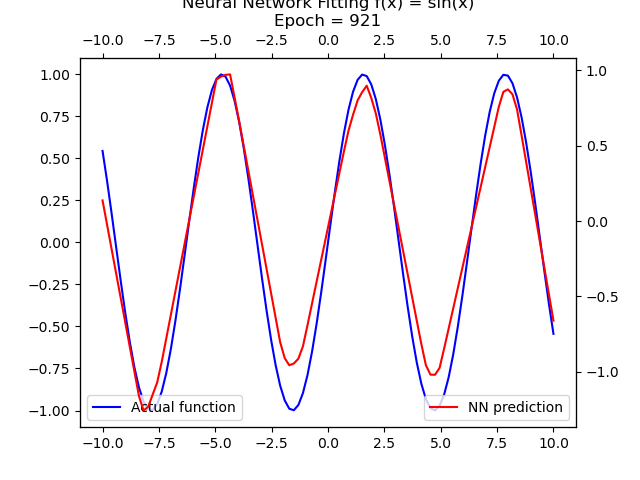 Neural Network Fitting f(x) = sin(x)
Epoch = 921
−10.0 −7.5 −5.0 −2.5 0.0 2.5 5.0 7.5 10.0
1.00
0.75
0.50
0.25
0.00
−0.25
−0.50
−0.75
−1.00
1.0
0.5
0.0
−0.5
−1.0
Actual function
NN prediction
−10.0 −7.5 −5.0 −2.5 0.0 2.5 5.0 7.5 10.0